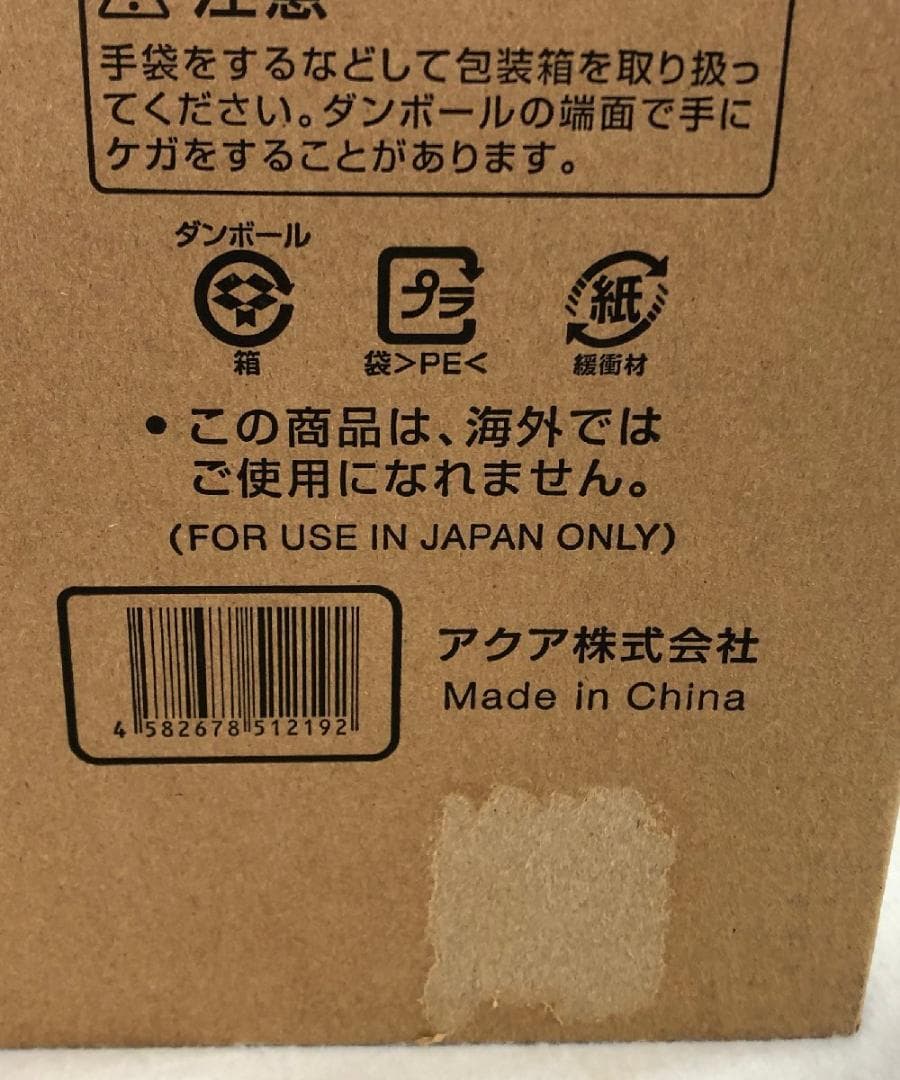 注意
手袋をするなどして包装箱を取り扱っ
てください。ダンボールの端面で手に
ケガをすることがあります。
ダンボール
箱
プラ
袋>PE<
紙
緩衝材
• この商品は、海外では
ご使用になれません。
(FOR USE IN JAPAN ONLY)
4 582678 512192
アクア株式会社
Made in China